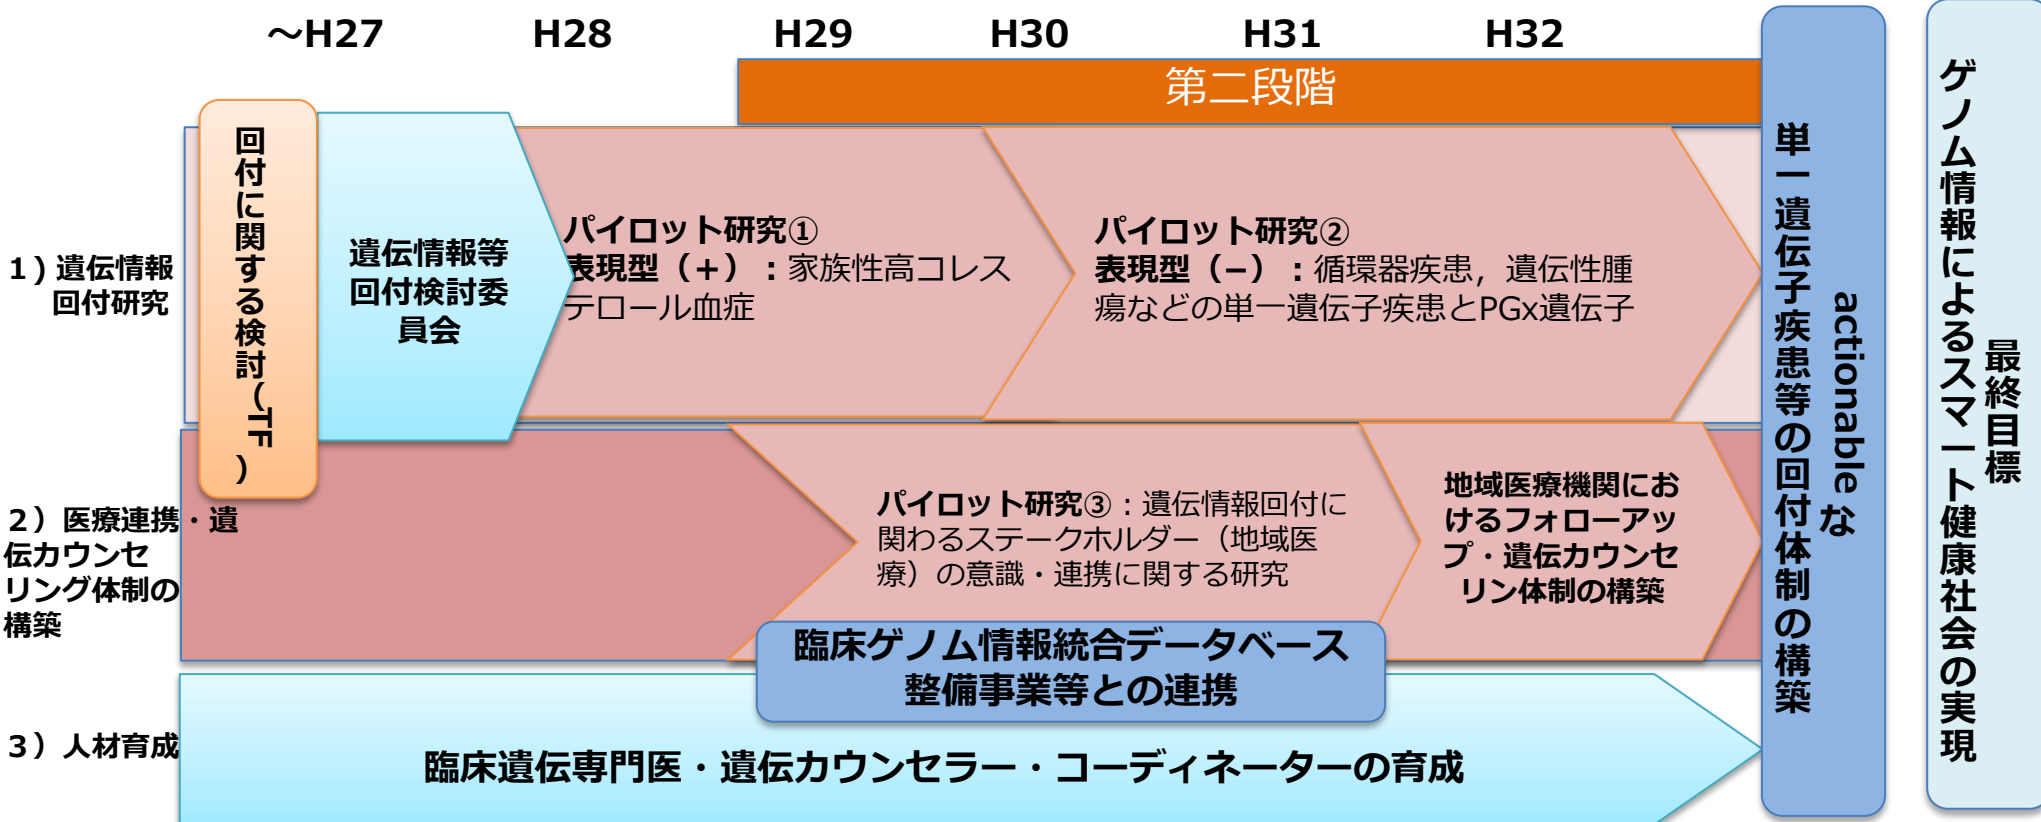 ～H27
H28
H29
H30
H31
H32
第二段階
1）遺伝情報
回付研究
回付に関する検討（TF）
遺伝情報等
回付検討委
員会
パイロット研究①
表現型（+）：家族性高コレス
テロール血症
パイロット研究②
表現型（−）：循環器疾患，遺伝性腫
瘍などの単一遺伝子疾患とPGx遺伝子
2）医療連携・遺
伝カウンセ
リング体制の
構築
パイロット研究③：遺伝情報回付に
関わるステークホルダー（地域医
療）の意識・連携に関する研究
地域医療機関にお
けるフォローアッ
プ・遺伝カウンセ
リン体制の構築
臨床ゲノム情報統合データベース
整備事業等との連携
3）人材育成
臨床遺伝専門医・遺伝カウンセラー・コーディネーターの育成
actionableな
単一遺伝子疾患等の回付体制の構築
最終目標
ゲノム情報によるスマート健康社会の実現